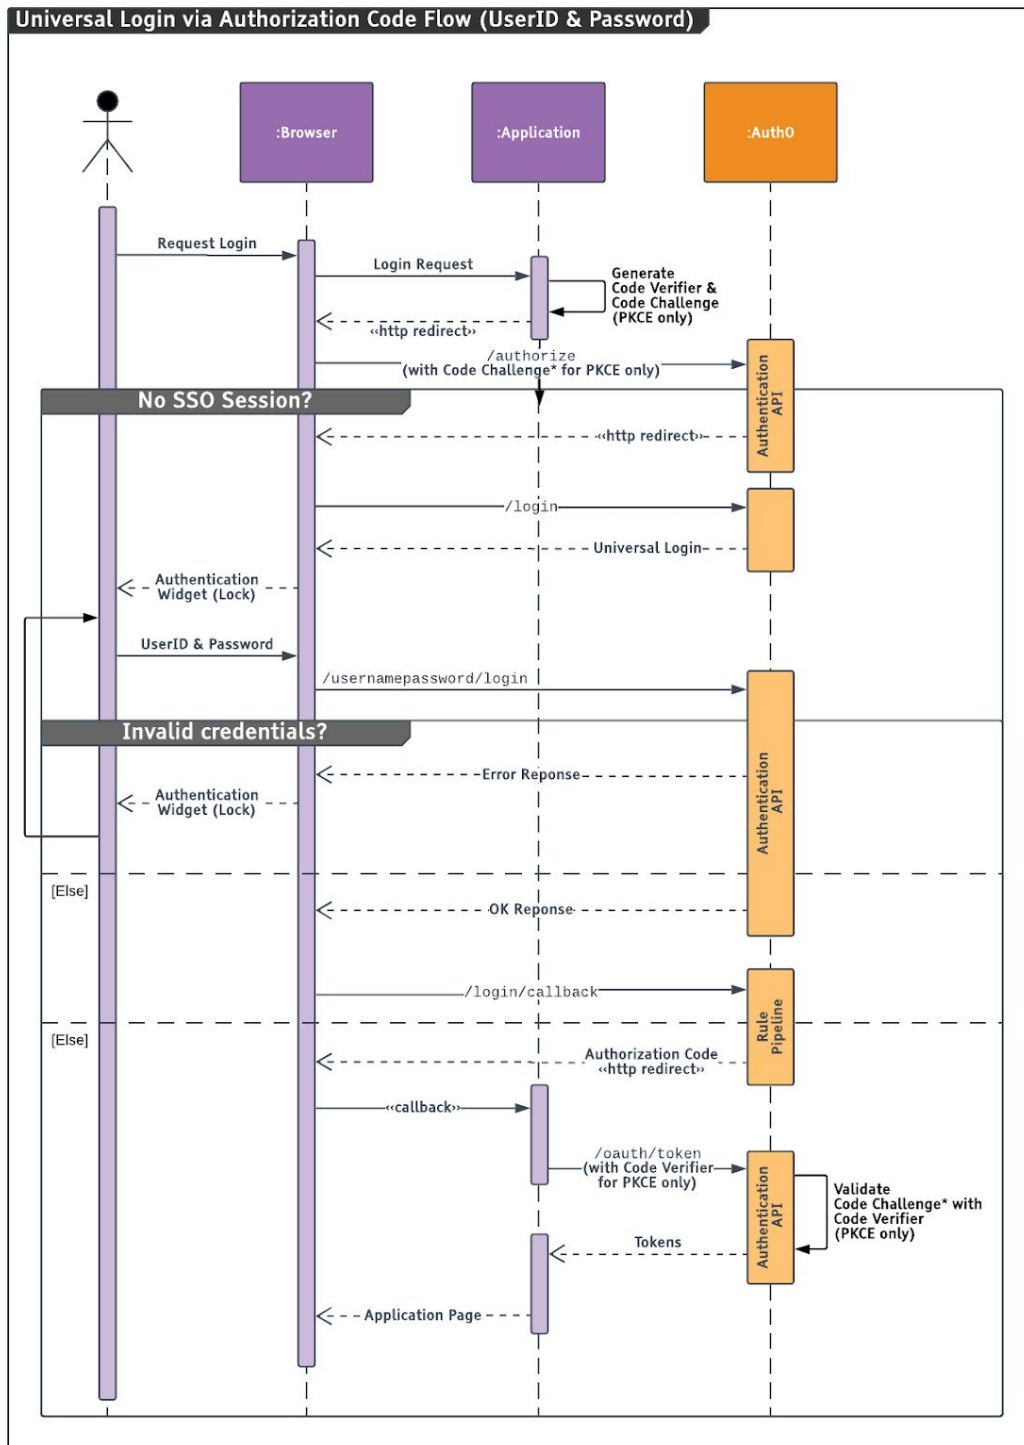 Universal Login via Authorization Code Flow (UserID & Password)
:Browser
:Application
:Auth0
Request Login
Login Request
Generate
Code Verifier &
Code Challenge
(PKCE only)
‹‹http redirect››
/authorize
(with Code Challenge* for PKCE only)
Authentication
API
No SSO Session?
‹‹http redirect››
/login
Universal Login
Authentication
Widget (Lock)
UserID & Password
/usernamepassword/login
Invalid credentials?
Error Reponse
Authentication
Widget (Lock)
Authentication
API
[Else]
OK Reponse
/login/callback
Rule
Pipeline
[Else]
Authorization Code
‹‹http redirect››
‹‹callback››
/oauth/token
(with Code Verifier
for PKCE only)
Authentication
API
Validate
Code Challenge* with
Code Verifier
(PKCE only)
Tokens
Application Page